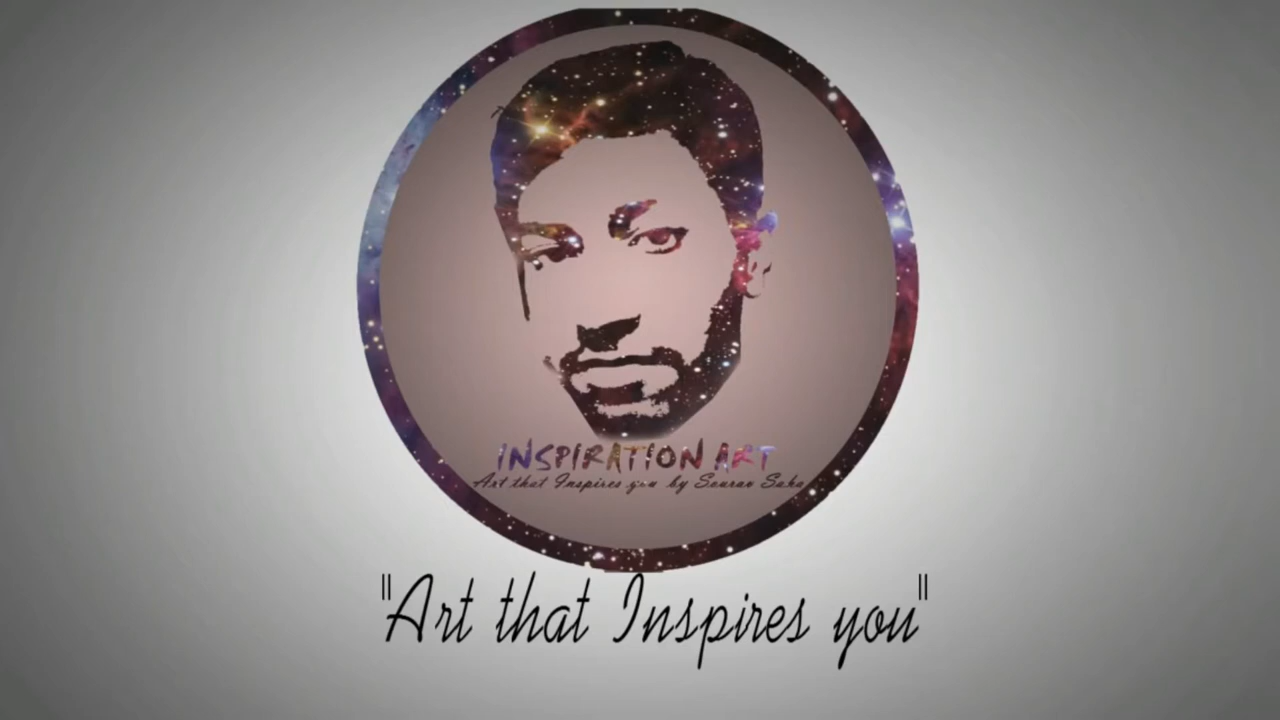 INSPIRATION ART
Art that Inspires you by Sourav Saha
"Art that Inspires you"